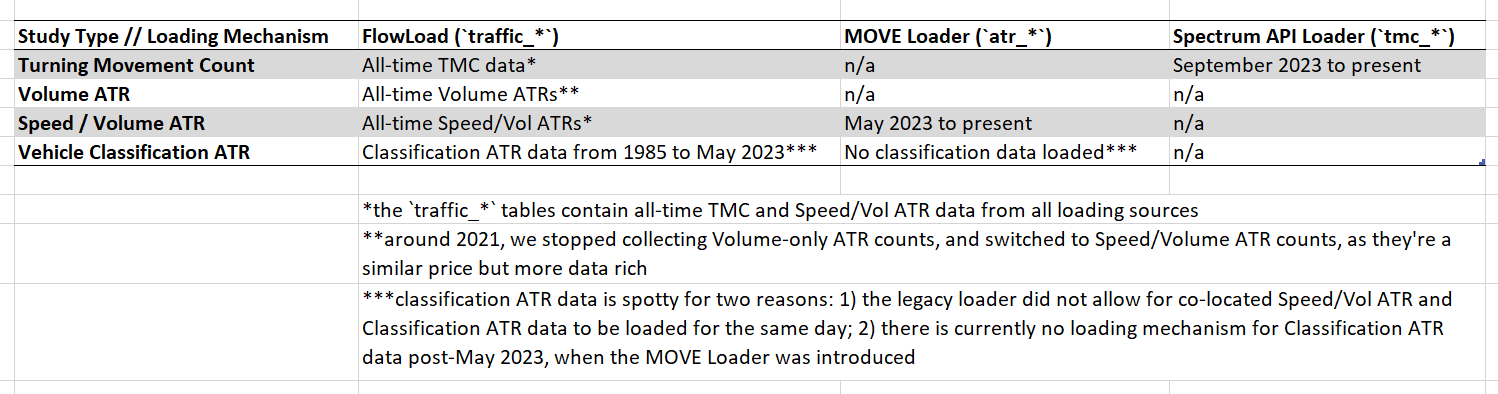 Study Type // Loading Mechanism FlowLoad (`traffic_*`) MOVE Loader (`atr_*`) Spectrum API Loader (`tmc_*`)
Turning Movement Count All-time TMC data* n/a September 2023 to present
Volume ATR All-time Volume ATRs** n/a n/a
Speed / Volume ATR All-time Speed/Vol ATRs* May 2023 to present n/a
Vehicle Classification ATR Classification ATR data from 1985 to May 2023*** No classification data loaded*** n/a
*the `traffic_*` tables contain all-time TMC and Speed/Vol ATR data from all loading sources
**around 2021, we stopped collecting Volume-only ATR counts, and switched to Speed/Volume ATR counts, as they're a
similar price but more data rich
***classification ATR data is spotty for two reasons: 1) the legacy loader did not allow for co-located Speed/Vol ATR and
Classification ATR data to be loaded for the same day; 2) there is currently no loading mechanism for Classification ATR
data post-May 2023, when the MOVE Loader was introduced